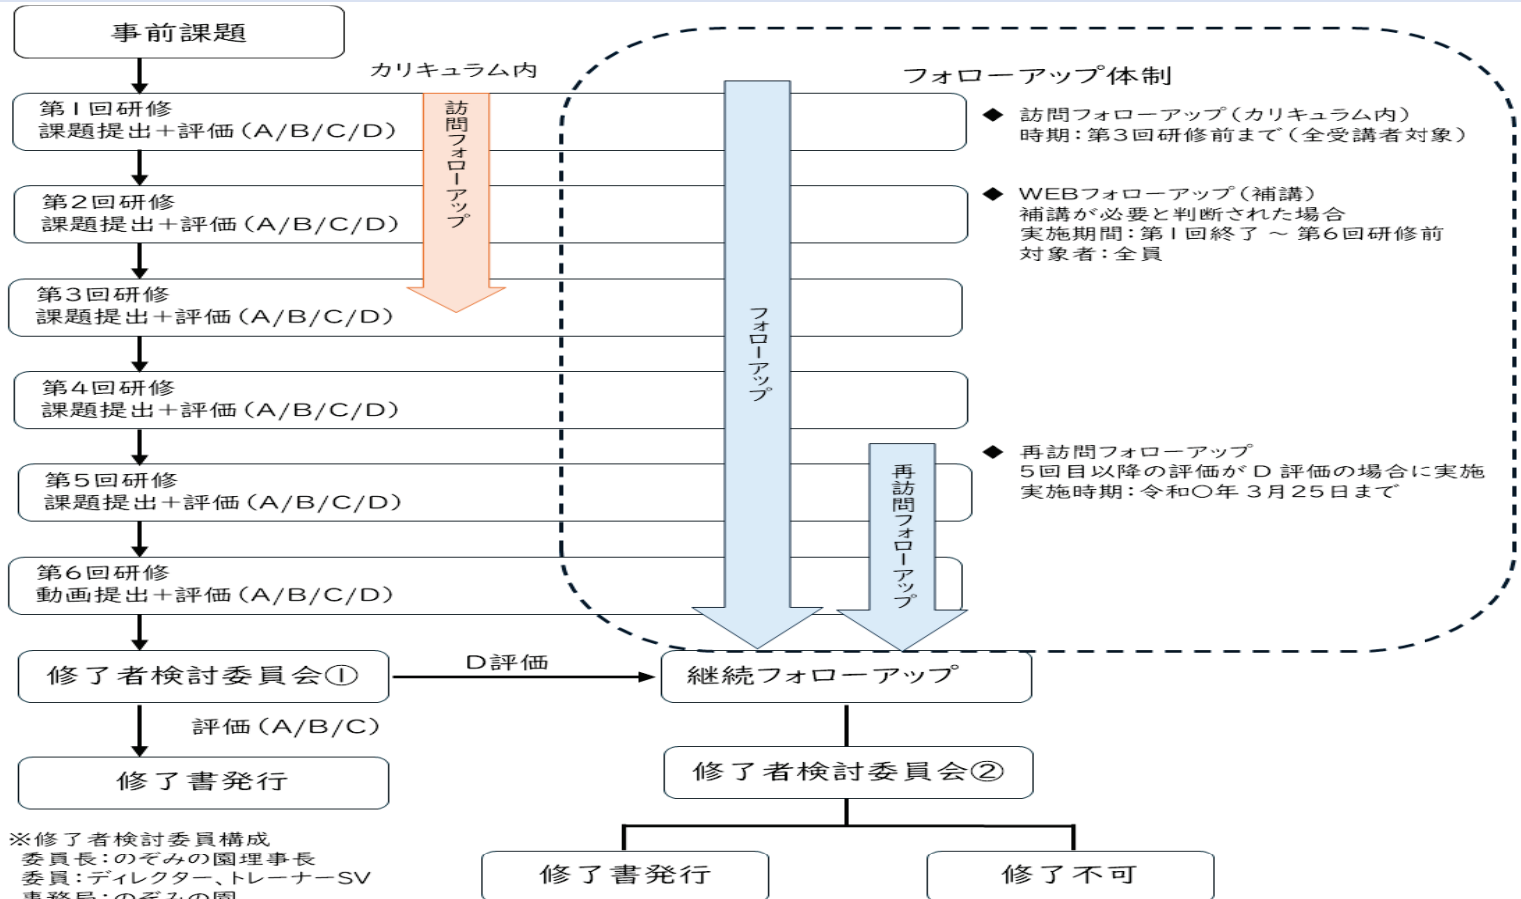 事前課題
カリキュラム内
訪問フォローアップ
第1回研修
課題提出＋評価（A/B/C/D）
第2回研修
課題提出＋評価（A/B/C/D）
第3回研修
課題提出＋評価（A/B/C/D）
第4回研修
課題提出＋評価（A/B/C/D）
第5回研修
課題提出＋評価（A/B/C/D）
第6回研修
動画提出＋評価（A/B/C/D）
フォローアップ
再訪問フォローアップ
フォローアップ体制
◆ 訪問フォローアップ（カリキュラム内）
時期：第3回研修前まで（全受講者対象）
◆ WEBフォローアップ（補講）
補講が必要と判断された場合
実施期間：第1回終了 ～ 第6回研修前
対象者：全員
◆ 再訪問フォローアップ
5回目以降の評価が D 評価の場合に実施
実施時期：令和〇年 3月25日まで
修了者検討委員会①
D評価
継続フォローアップ
評価（A/B/C）
修了書発行
修了者検討委員会②
修了書発行
修了不可
※修了者検討委員構成
委員長：のぞみの園理事長
委員：ディレクター、トレーナーSV
事務局：のぞみの園